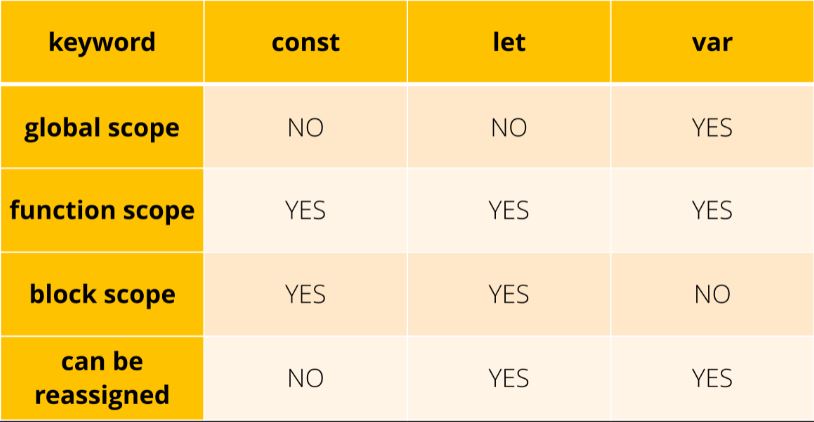 keyword const let var
global scope NO NO YES
function scope YES YES YES
block scope YES YES NO
can be
reassigned NO YES YES